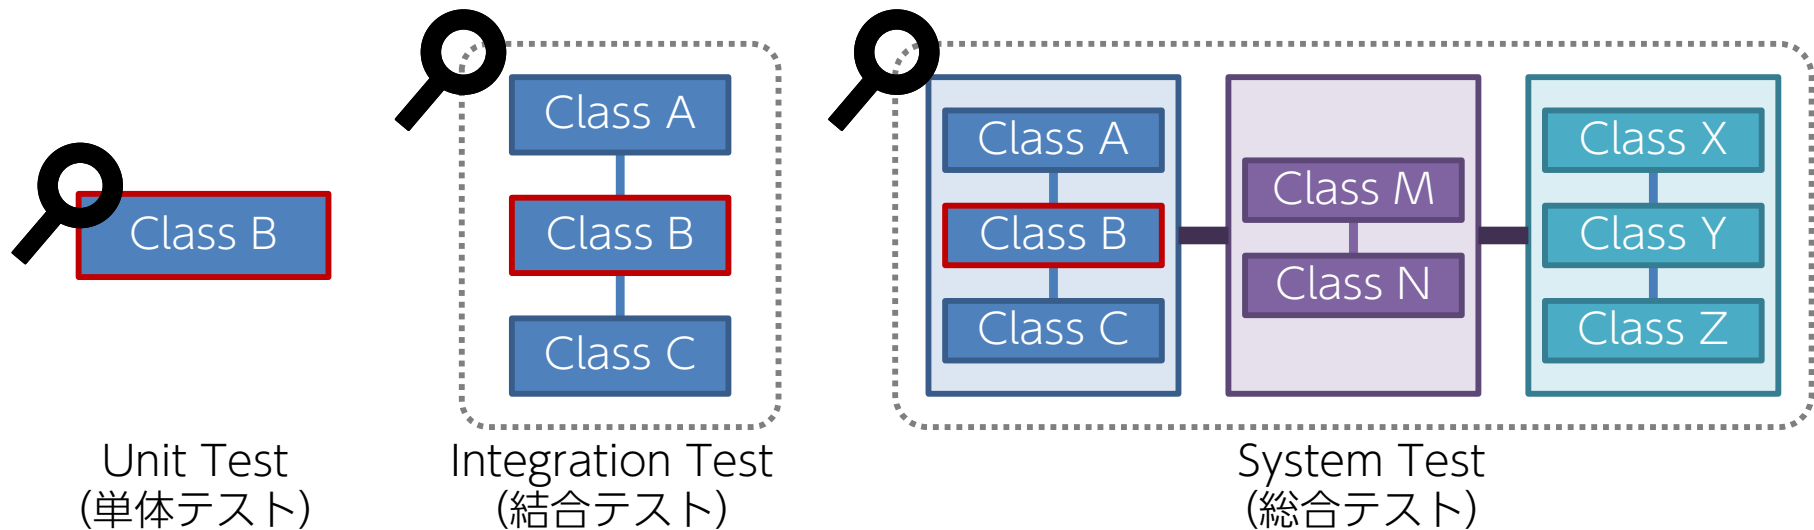 Class B
Unit Test
(単体テスト)
Class A
Class B
Class C
Integration Test
(結合テスト)
Class A
Class B
Class C
Class M
Class N
Class X
Class Y
Class Z
System Test
(総合テスト)